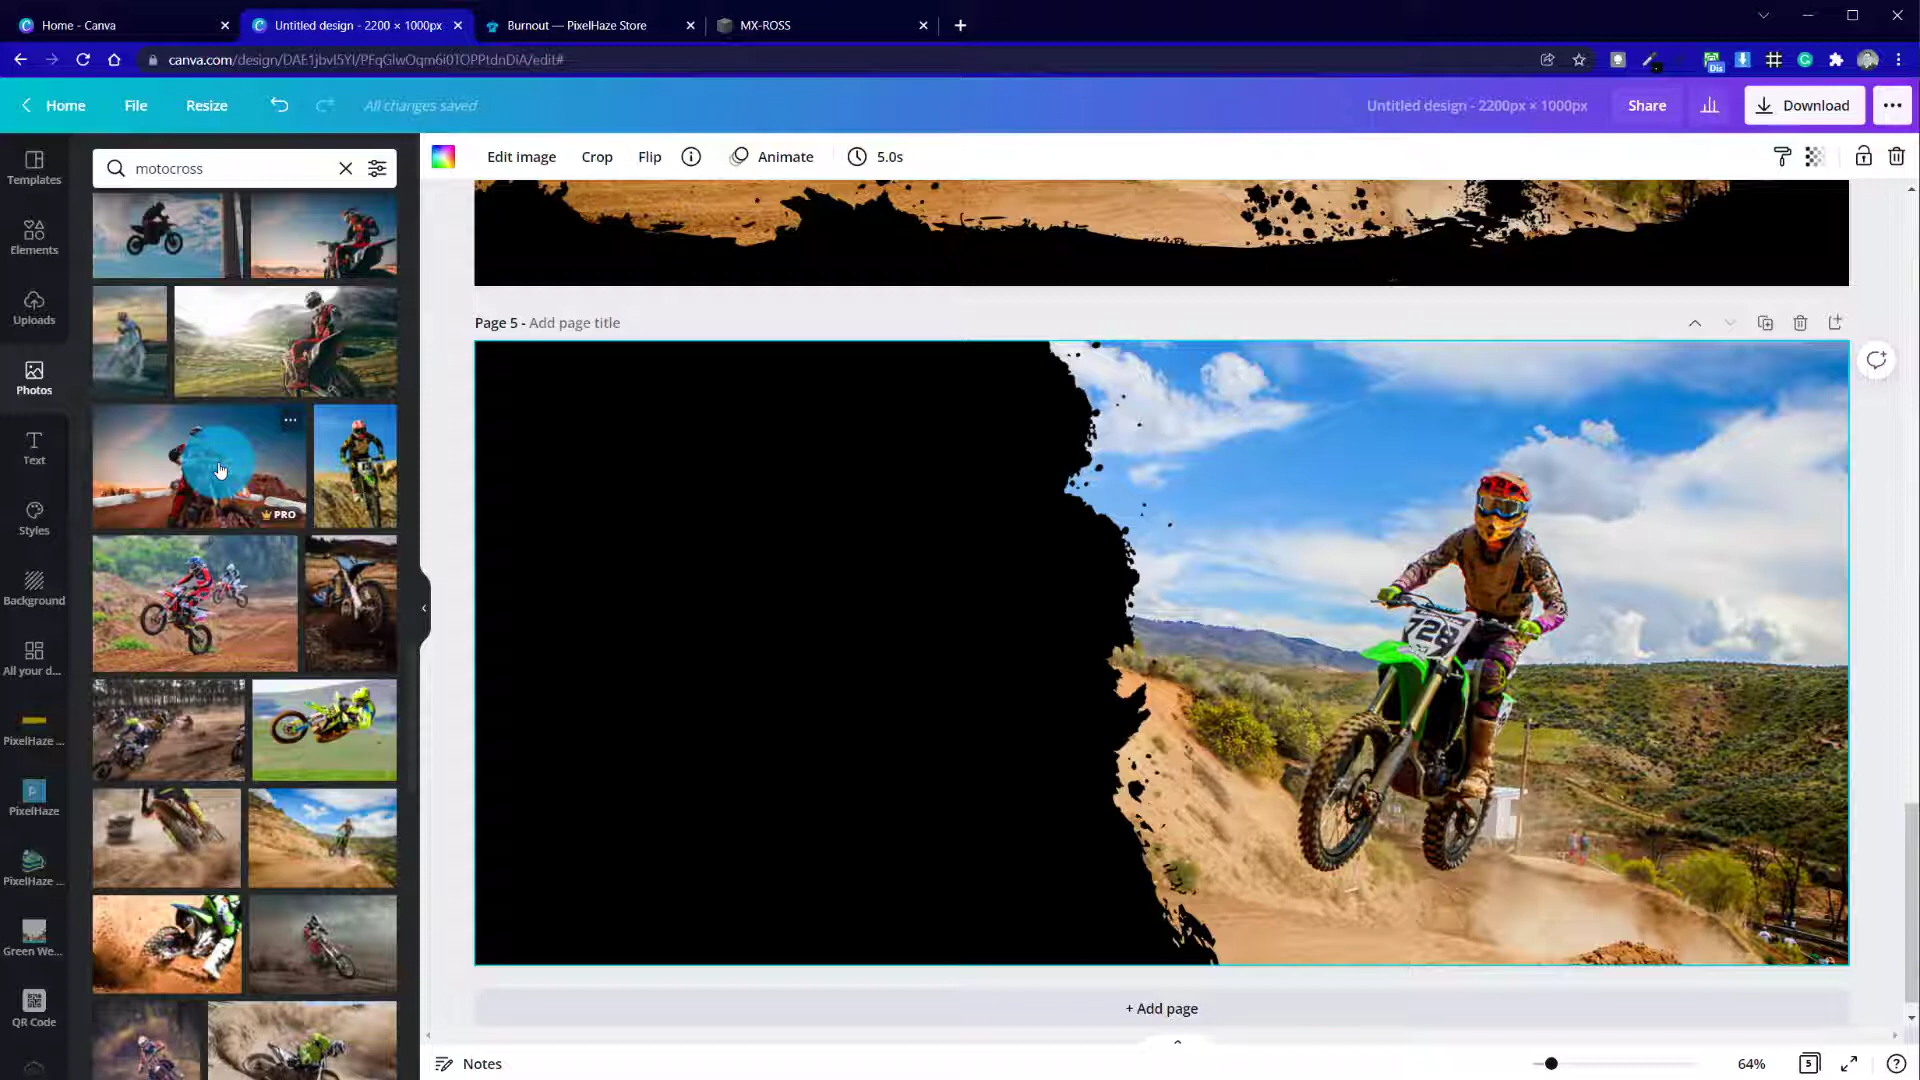 Home - Canva
Untitled design - 2200 × 1000px
Burnout — PixelHaze Store
MX-ROSS
canva.com/design/DAE1jbvI5YI/PFqGlwOqm6i0TOPPtdnDiA/edit#
Dis
Home
File
Resize
All changes saved
Untitled design - 2200px × 1000px
Share
Download
Edit image
Crop
Flip
Animate
5.0s
motocross
Templates
Elements
Uploads
Photos
Text
Styles
Background
All your d...
PixelHaze ...
PixelHaze
PixelHaze ...
Green We...
QR Code
PRO
Page 5 - Add page title
728
+ Add page
Notes
64%
5